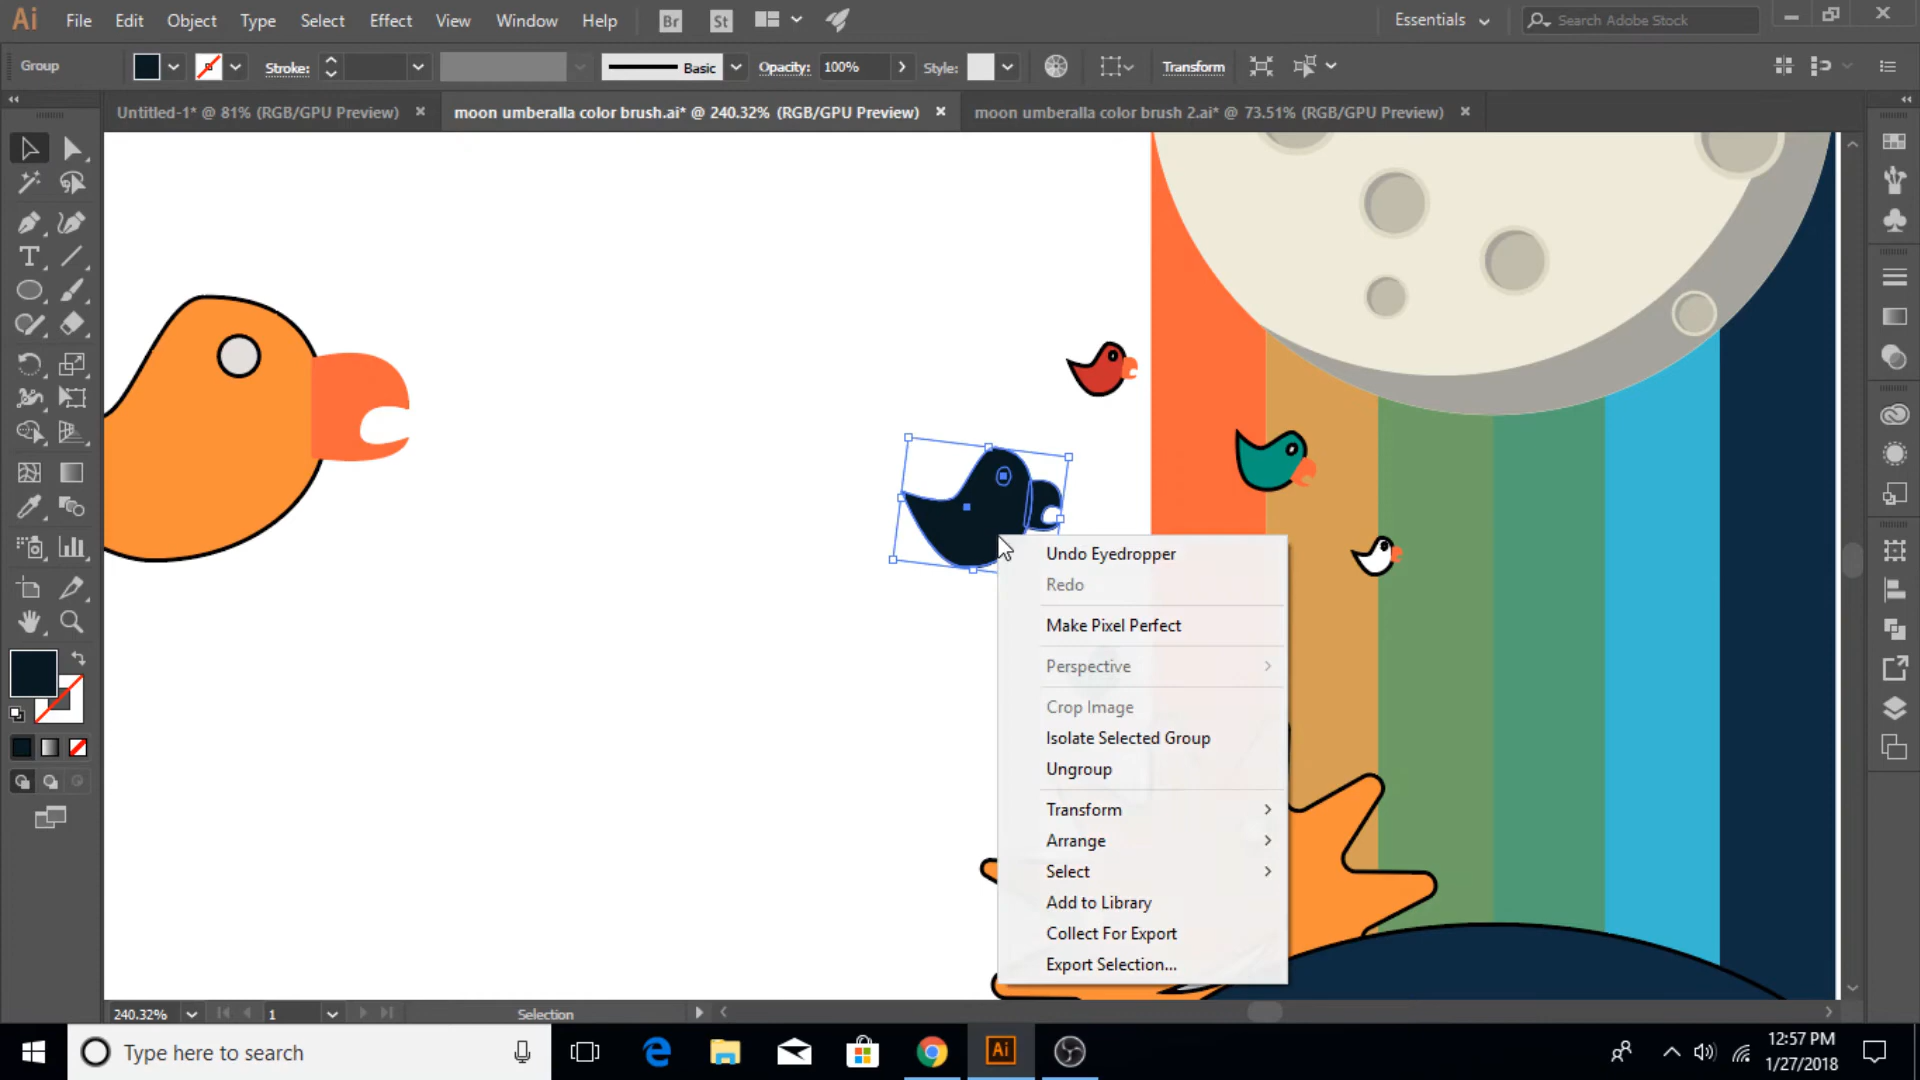 Ai File Edit Object Type Select Effect View Window Help Br St Essentials Search Adobe Stock
Group Stroke: Basic Opacity: 100% Style: Transform
Untitled-1* @ 81% (RGB/GPU Preview) × moon umberalla color brush.ai* @ 240.32% (RGB/GPU Preview) × moon umberalla color brush 2.ai* @ 73.51% (RGB/GPU Preview) ×
T
Undo Eyedropper
Redo
Make Pixel Perfect
Perspective
Crop Image
Isolate Selected Group
Ungroup
Transform
Arrange
Select
Add to Library
Collect For Export
Export Selection...
240.32% 1 Selection
Type here to search Ai 12:57 PM
1/27/2018